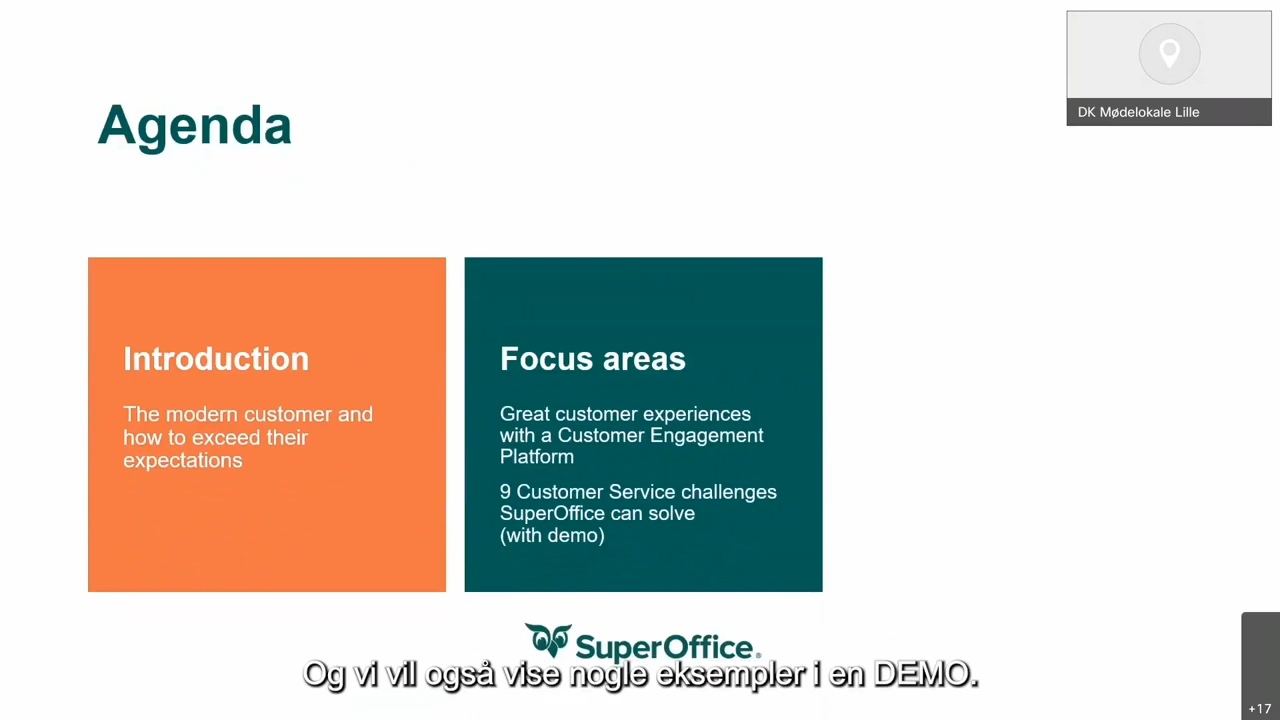 DK Mødelokale Lille
Agenda
Introduction
The modern customer and
how to exceed their
expectations
Focus areas
Great customer experiences
with a Customer Engagement
Platform
9 Customer Service challenges
SuperOffice can solve
(with demo)
SuperOffice.
Og vi vil også vise nogle eksempler i en DEMO.
+17